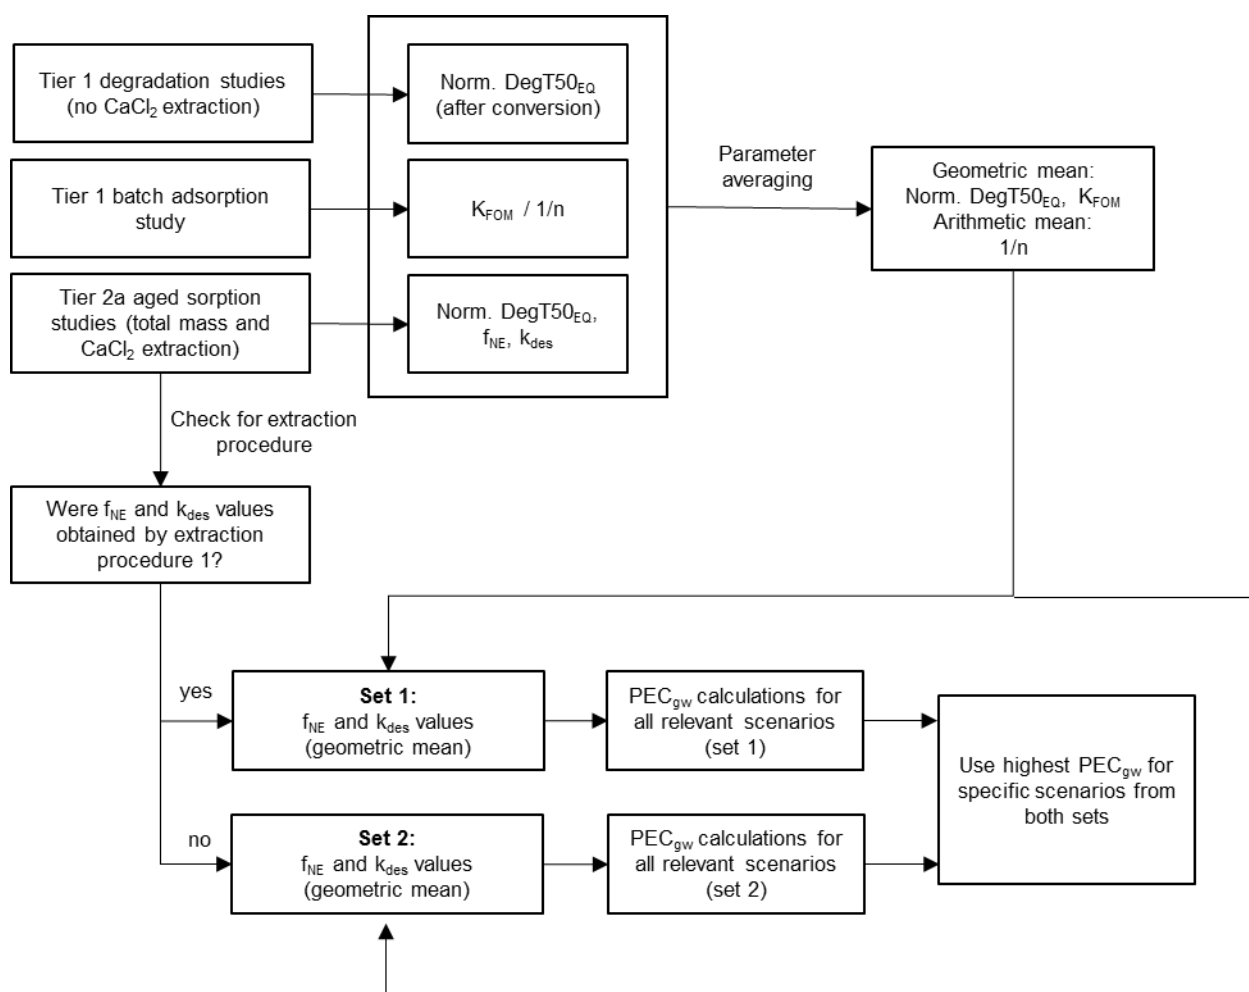 Tier 1 degradation studies
(no CaCl₂ extraction)
Norm. DegT50EQ
(after conversion)
Tier 1 batch adsorption
study
KFOM / 1/n
Tier 2a aged sorption
studies (total mass and
CaCl₂ extraction)
Norm. DegT50EQ,
fNE, kdes
Parameter
averaging
Geometric mean:
Norm. DegT50EQ, KFOM
Arithmetic mean:
1/n
Check for extraction
procedure
Were fNE and kdes values
obtained by extraction
procedure 1?
yes
Set 1:
fNE and kdes values
(geometric mean)
PECgw calculations for
all relevant scenarios
(set 1)
no
Set 2:
fNE and kdes values
(geometric mean)
PECgw calculations for
all relevant scenarios
(set 2)
Use highest PECgw for
specific scenarios from
both sets